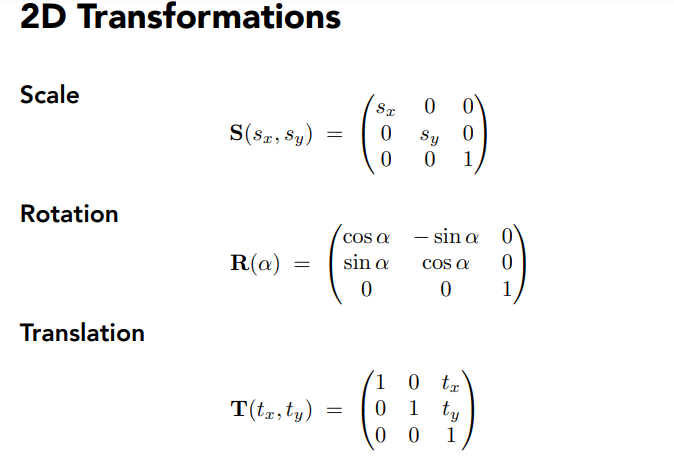 2D Transformations
Scale
$\mathbf{S}(s_x, s_y) = \begin{pmatrix} s_x & 0 & 0 \\ 0 & s_y & 0 \\ 0 & 0 & 1 \end{pmatrix}$
Rotation
$\mathbf{R}(\alpha) = \begin{pmatrix} \cos\alpha & -\sin\alpha & 0 \\ \sin\alpha & \cos\alpha & 0 \\ 0 & 0 & 1 \end{pmatrix}$
Translation
$\mathbf{T}(t_x, t_y) = \begin{pmatrix} 1 & 0 & t_x \\ 0 & 1 & t_y \\ 0 & 0 & 1 \end{pmatrix}$